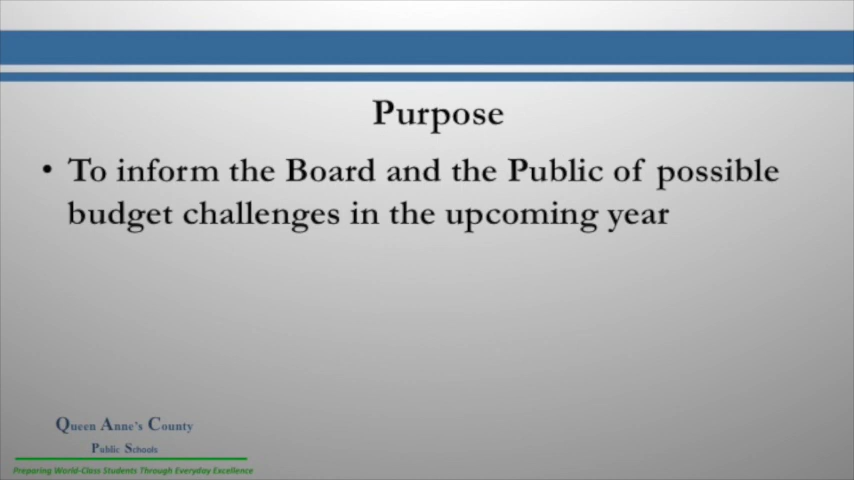 Purpose
• To inform the Board and the Public of possible
budget challenges in the upcoming year
Queen Anne's County
Public Schools
Preparing World-Class Students Through Everyday Excellence